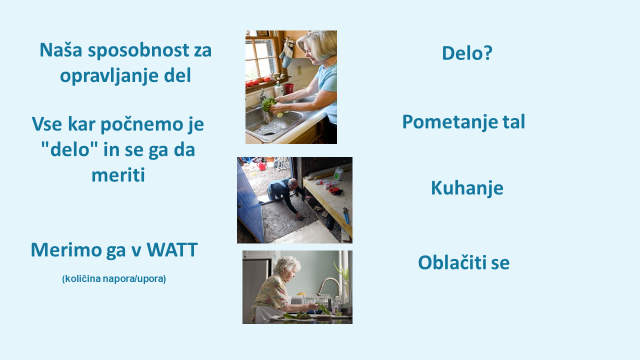 Naša sposobnost za
opravljanje del
Vse kar počnemo je
"delo" in se ga da
meriti
Merimo ga v WATT
(količina napora/upora)
Delo?
Pometanje tal
Kuhanje
Oblačiti se